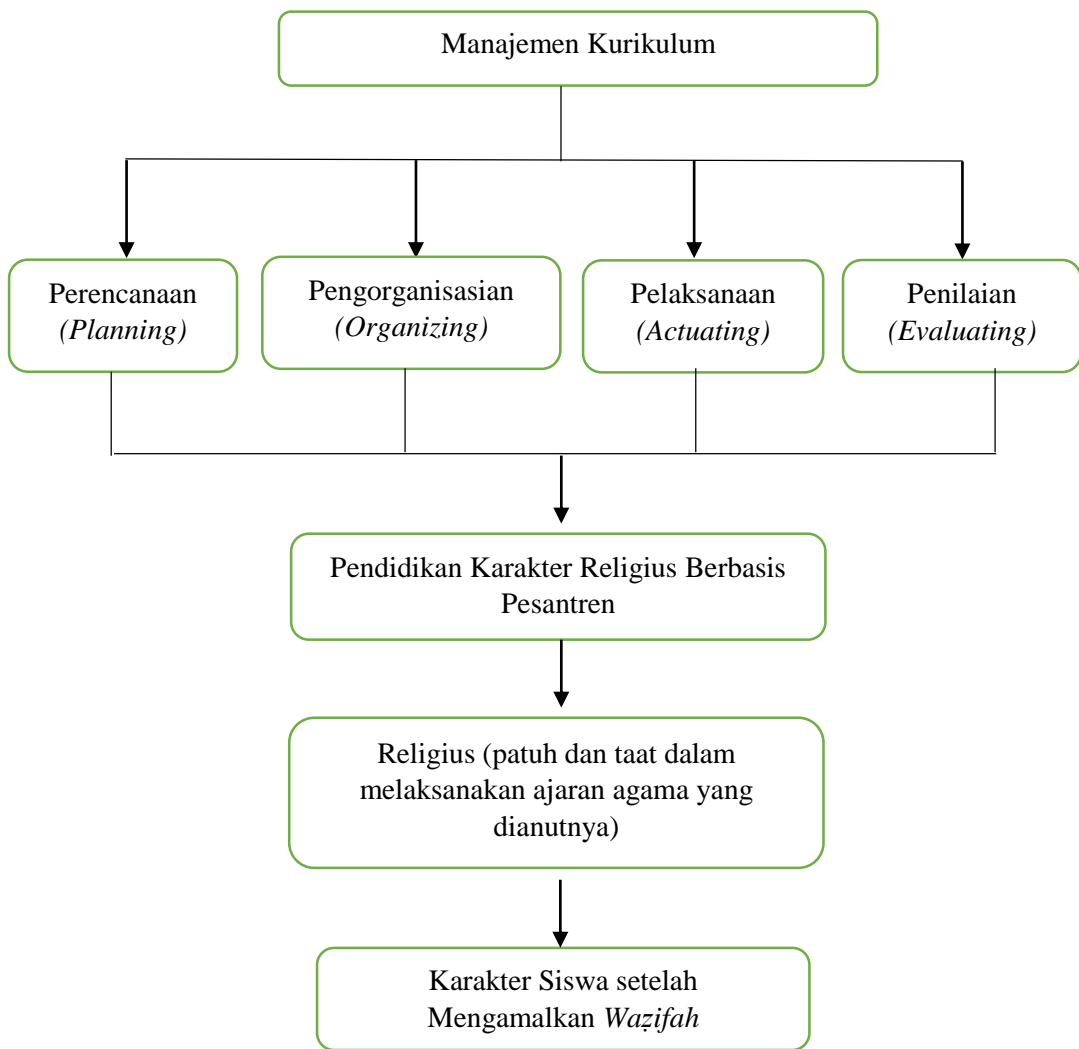 Manajemen Kurikulum
Perencanaan
(Planning)
Pengorganisasian
(Organizing)
Pelaksanaan
(Actuating)
Penilaian
(Evaluating)
Pendidikan Karakter Religius Berbasis
Pesantren
Religius (patuh dan taat dalam
melaksanakan ajaran agama yang
dianutnya)
Karakter Siswa setelah
Mengamalkan Waẓifah